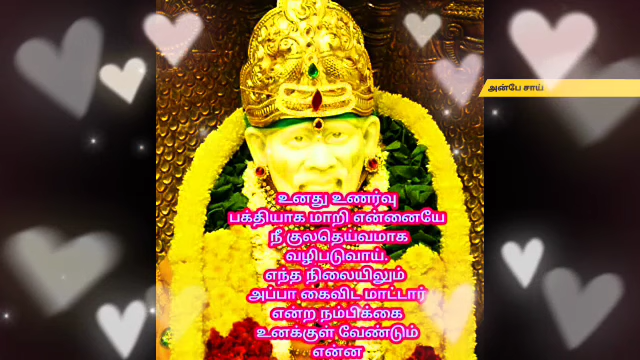 அன்பே சாய்
உனது உணர்வு
பக்தியாக மாறி என்னையே
நீ குலதெய்வமாக
வழிபடுவாய்.
எந்த நிலையிலும்
அப்பா கைவிட மாட்டார்
என்ற நம்பிக்கை
உனக்குள் வேண்டும்
என்ன